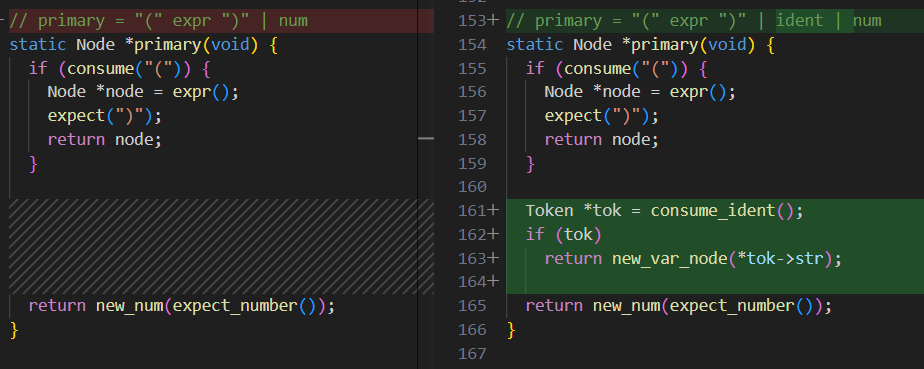 // primary = "(" expr ")" | num
static Node *primary(void) {
if (consume("(")) {
Node *node = expr();
expect(")");
return node;
}
return new_num(expect_number());
}
153+ // primary = "(" expr ")" | ident | num
154 static Node *primary(void) {
155 if (consume("(")) {
156 Node *node = expr();
157 expect(")");
158 return node;
159 }
160
161+ Token *tok = consume_ident();
162+ if (tok)
163+ return new_var_node(*tok->str);
164+
165 return new_num(expect_number());
166 }
167